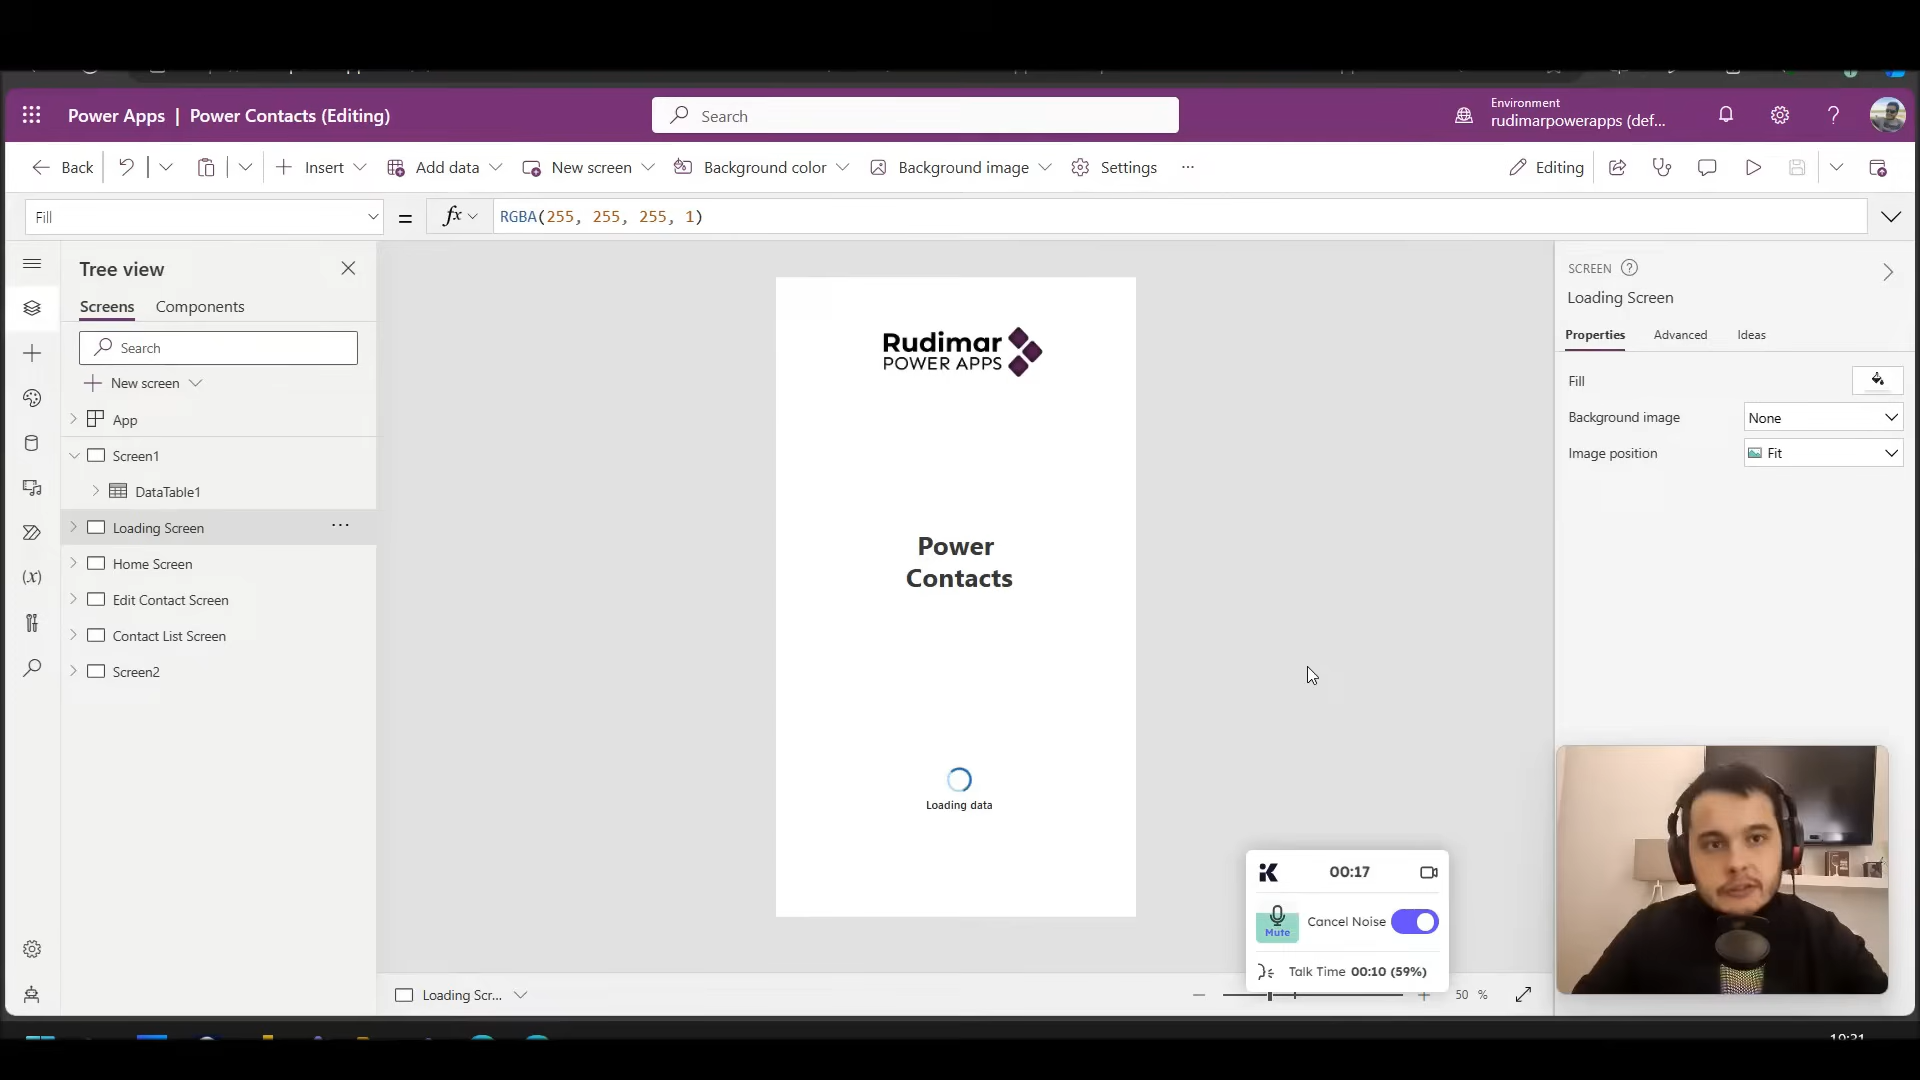 Power Apps | Power Contacts (Editing)
Search
Environment
rudimarpowerapps (def...
Back
Insert
Add data
New screen
Background color
Background image
Settings
Editing
Fill
=
fx
RGBA(255, 255, 255, 1)
Tree view
Screens
Components
Search
New screen
App
Screen1
DataTable1
Loading Screen
Home Screen
Edit Contact Screen
Contact List Screen
Screen2
Rudimar
POWER APPS
Power
Contacts
Loading data
SCREEN
Loading Screen
Properties
Advanced
Ideas
Fill
Background image
None
Image position
Fit
00:17
Mute
Cancel Noise
Talk Time 00:10 (59%)
Loading Scr...
50 %